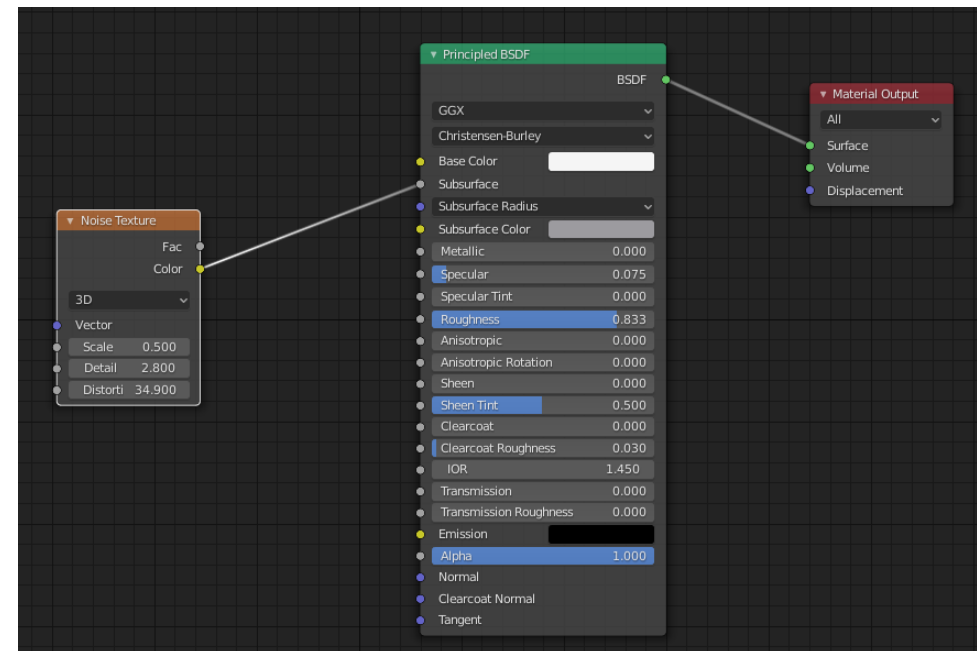 Noise Texture
Fac
Color
3D
Vector
Scale 0.500
Detail 2.800
Distorti 34.900
Principled BSDF
BSDF
GGX
Christensen-Burley
Base Color
Subsurface
Subsurface Radius
Subsurface Color
Metallic 0.000
Specular 0.075
Specular Tint 0.000
Roughness 0.833
Anisotropic 0.000
Anisotropic Rotation 0.000
Sheen 0.000
Sheen Tint 0.500
Clearcoat 0.000
Clearcoat Roughness 0.030
IOR 1.450
Transmission 0.000
Transmission Roughness 0.000
Emission
Alpha 1.000
Normal
Clearcoat Normal
Tangent
Material Output
All
Surface
Volume
Displacement